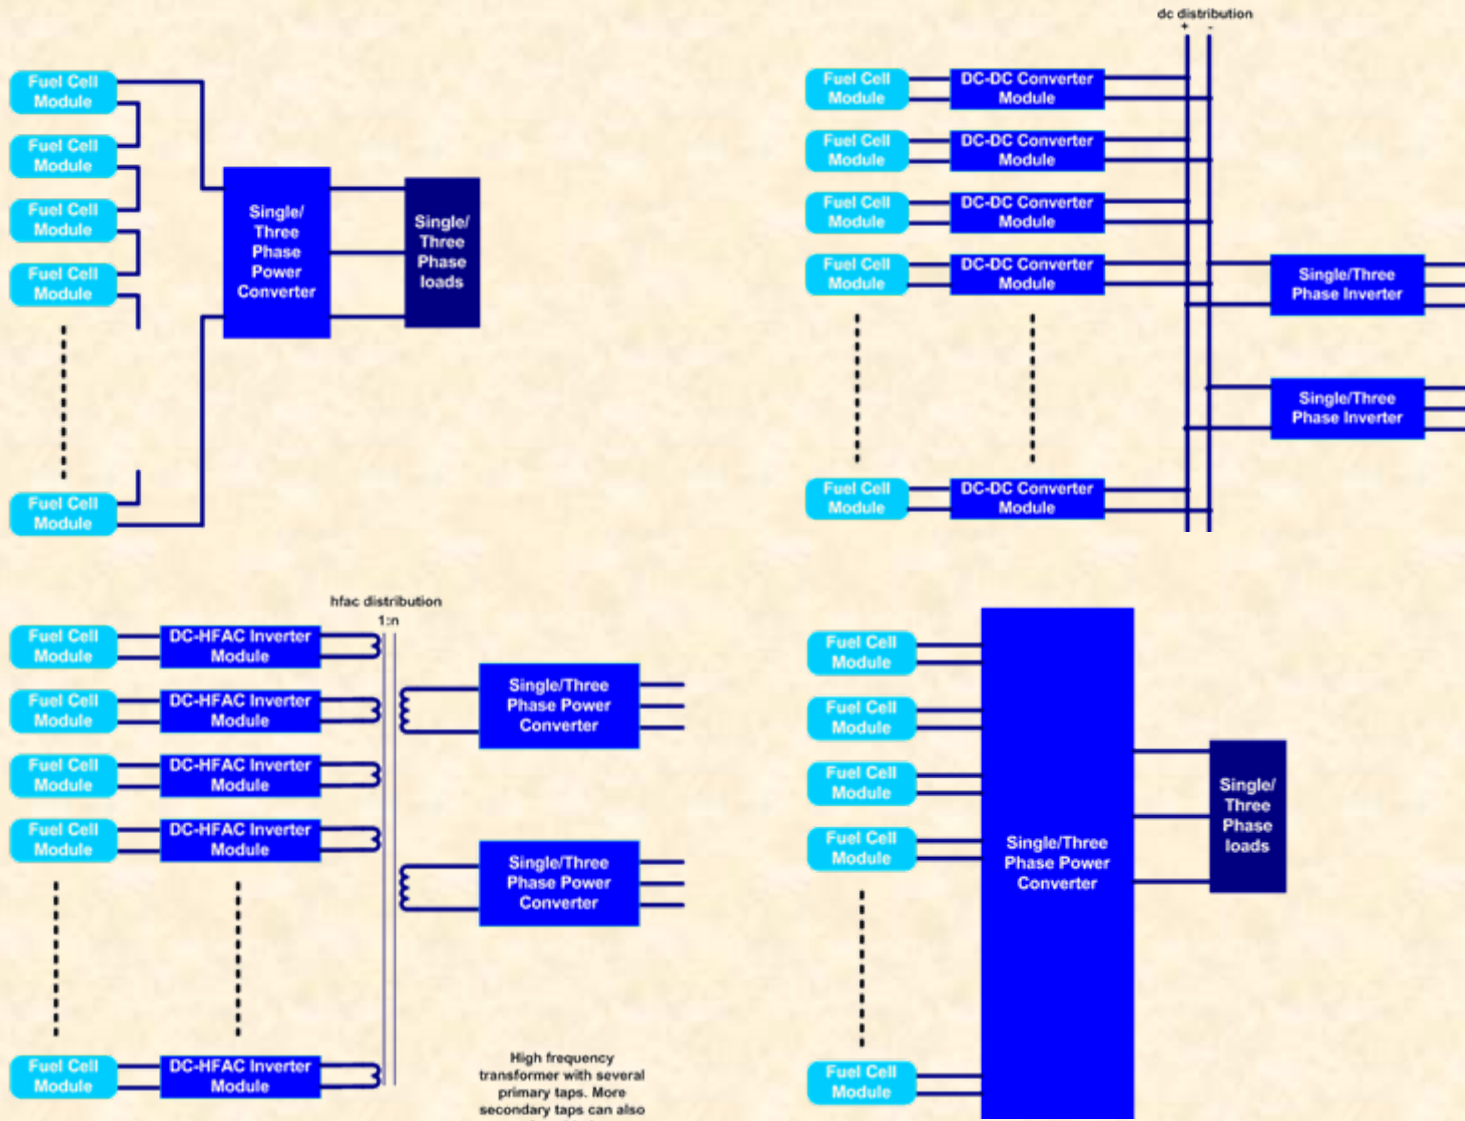 Fuel Cell
Module
Fuel Cell
Module
Fuel Cell
Module
Fuel Cell
Module
Fuel Cell
Module
Single/
Three
Phase
Power
Converter
Single/
Three
Phase
loads
dc distribution
+ -
Fuel Cell
Module
DC-DC Converter
Module
Fuel Cell
Module
DC-DC Converter
Module
Fuel Cell
Module
DC-DC Converter
Module
Fuel Cell
Module
DC-DC Converter
Module
Fuel Cell
Module
DC-DC Converter
Module
Single/Three
Phase Inverter
Single/Three
Phase Inverter
hfac distribution
1:n
Fuel Cell
Module
DC-HFAC Inverter
Module
Fuel Cell
Module
DC-HFAC Inverter
Module
Fuel Cell
Module
DC-HFAC Inverter
Module
Fuel Cell
Module
DC-HFAC Inverter
Module
Fuel Cell
Module
DC-HFAC Inverter
Module
Single/Three
Phase Power
Converter
Single/Three
Phase Power
Converter
High frequency
transformer with several
primary taps. More
secondary taps can also
Fuel Cell
Module
Fuel Cell
Module
Fuel Cell
Module
Fuel Cell
Module
Fuel Cell
Module
Single/Three
Phase Power
Converter
Single/
Three
Phase
loads